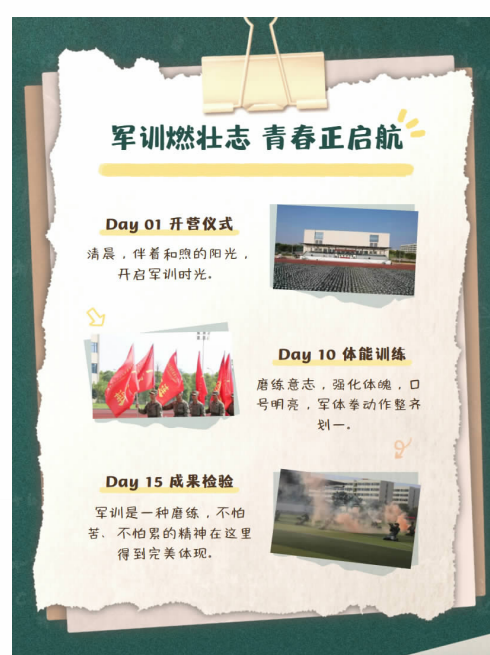 军训燃壮志 青春正启航
Day 01 开营仪式
清晨，伴着和煦的阳光，
开启军训时光。
Day 10 体能训练
磨练意志，强化体魄，口
号明亮，军体拳动作整齐
划一。
Day 15 成果检验
军训是一种磨练，不怕
苦、不怕累的精神在这里
得到完美体现。